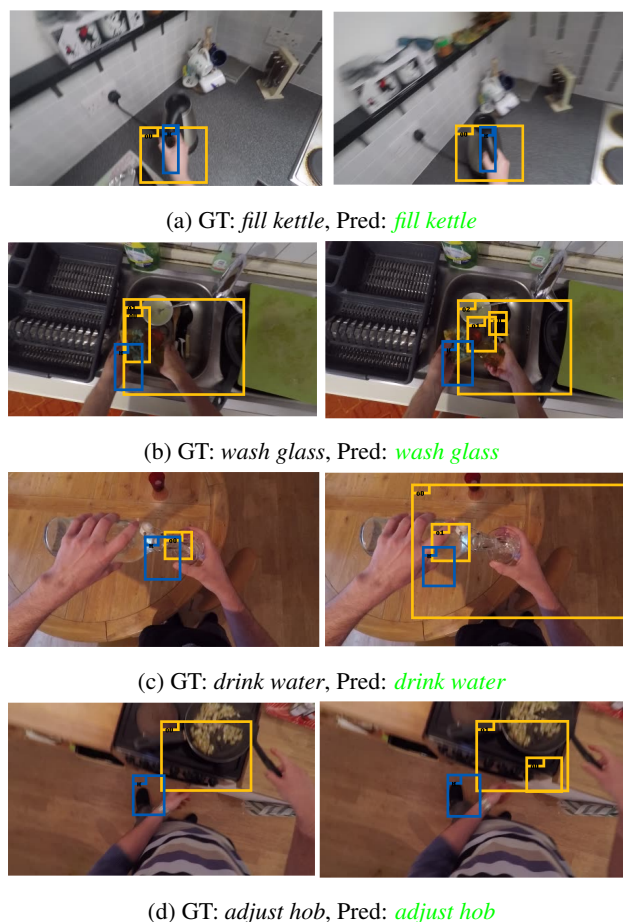 (a) GT: fill kettle, Pred: fill kettle
(b) GT: wash glass, Pred: wash glass
(c) GT: drink water, Pred: drink water
(d) GT: adjust hob, Pred: adjust hob